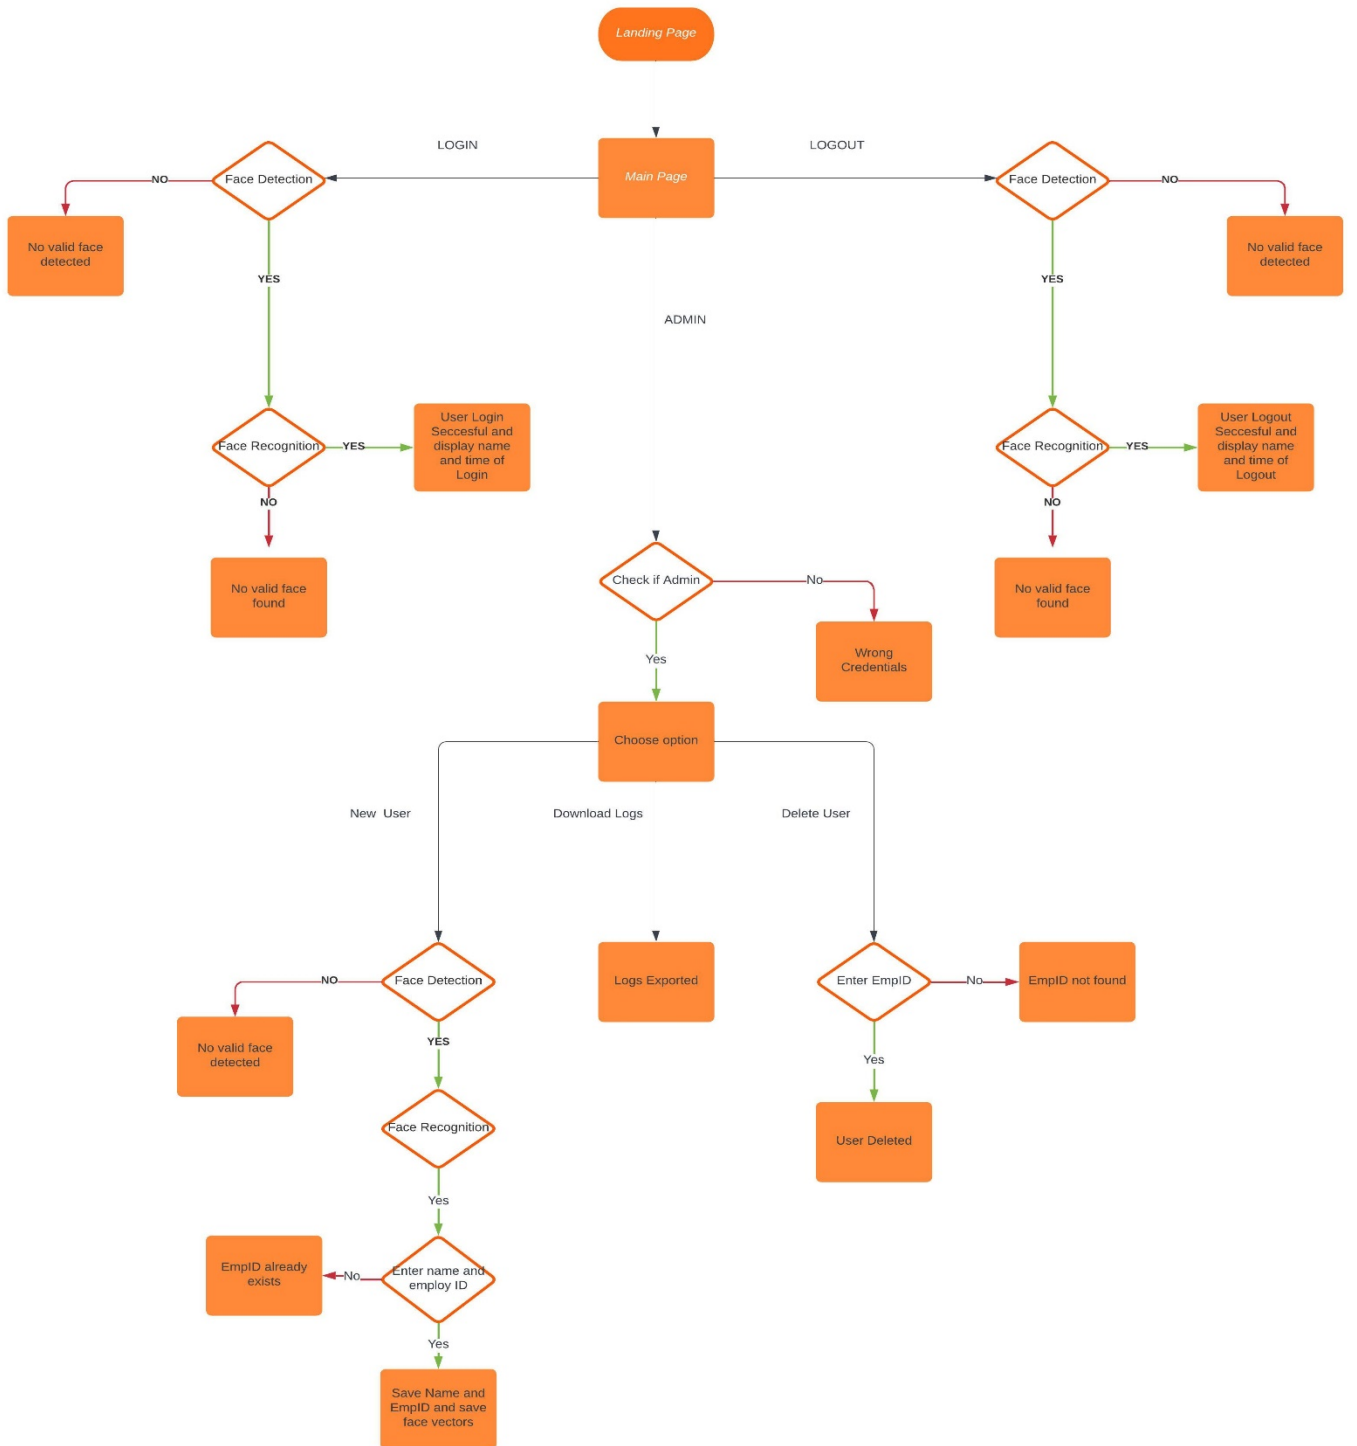 Landing Page
LOGIN
LOGOUT
Face Detection
NO
Main Page
Face Detection
NO
No valid face
detected
No valid face
detected
YES
YES
ADMIN
Face Recognition
YES
User Login
Seccesful and
display name
and time of
Login
Face Recognition
YES
User Logout
Seccesful and
display name
and time of
Logout
NO
NO
No valid face
found
Check if Admin
No
No valid face
found
Wrong
Credentials
Yes
Choose option
New  User
Download Logs
Delete User
Face Detection
NO
Logs Exported
Enter EmpID
No
EmpID not found
No valid face
detected
YES
Yes
Face Recognition
User Deleted
Yes
EmpID already
exists
No
Enter name and
employ ID
Yes
Save Name and
EmpID and save
face vectors